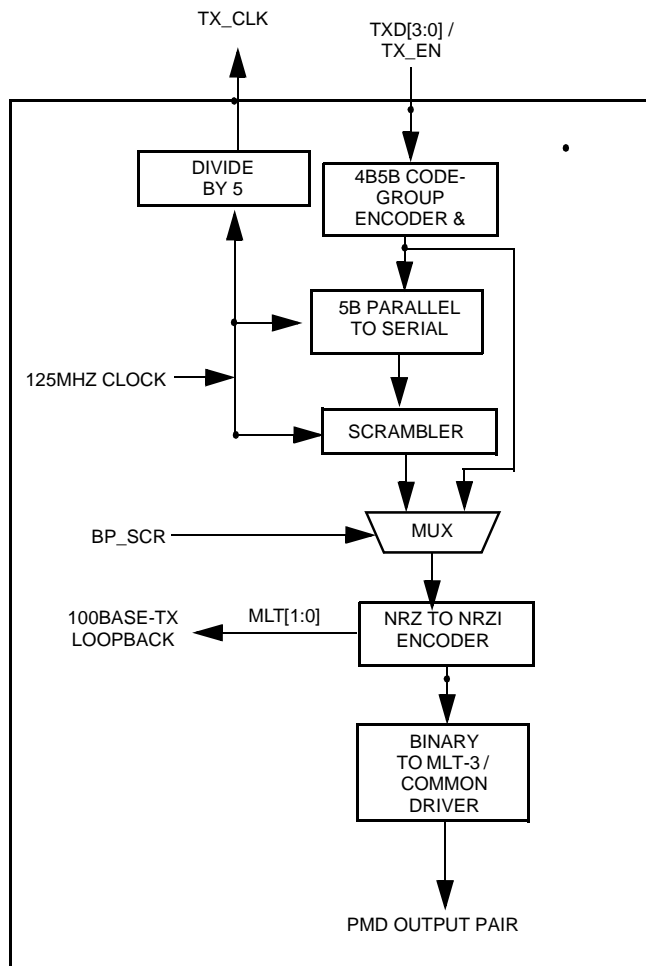 TX_CLK
TXD[3:0] /
TX_EN
DIVIDE
BY 5
4B5B CODE-
GROUP
ENCODER &
5B PARALLEL
TO SERIAL
125MHZ CLOCK
SCRAMBLER
BP_SCR
MUX
100BASE-TX
LOOPBACK
MLT[1:0]
NRZ TO NRZI
ENCODER
BINARY
TO MLT-3 /
COMMON
DRIVER
PMD OUTPUT PAIR